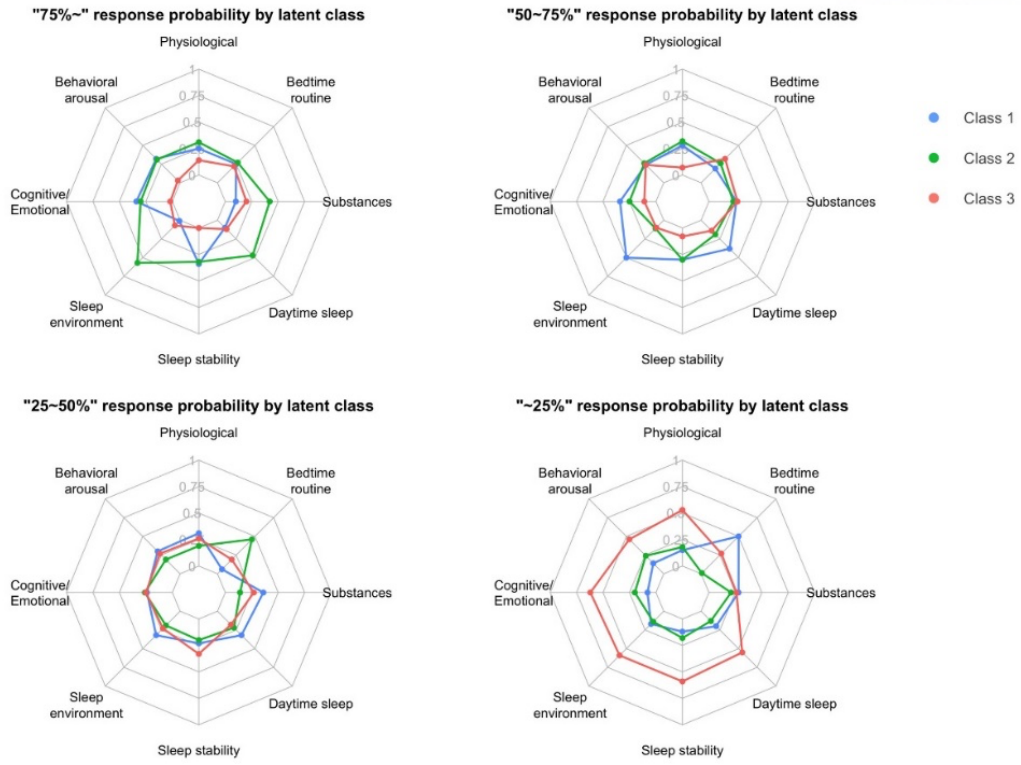 "75%~" response probability by latent class
Physiological
Behavioral
arousal
Bedtime
routine
1
0.75
0.5
0
Cognitive/
Emotional
Substances
Sleep
environment
Daytime sleep
Sleep stability
"50~75%" response probability by latent class
Physiological
Behavioral
arousal
Bedtime
routine
1
0.75
0.5
0
Cognitive/
Emotional
Substances
Sleep
environment
Daytime sleep
Sleep stability
Class 1
Class 2
Class 3
"25~50%" response probability by latent class
Physiological
Behavioral
arousal
Bedtime
routine
1
0.75
0.5
0
Cognitive/
Emotional
Substances
Sleep
environment
Daytime sleep
Sleep stability
"~25%" response probability by latent class
Physiological
Behavioral
arousal
Bedtime
routine
1
0.75
0.5
0.25
0
Cognitive/
Emotional
Substances
Sleep
environment
Daytime sleep
Sleep stability